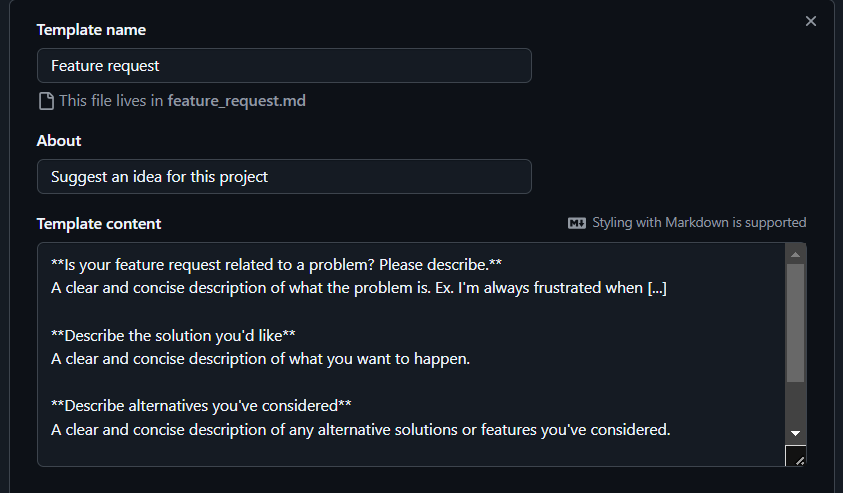 Template name
Feature request
This file lives in feature_request.md
About
Suggest an idea for this project
Template content
Styling with Markdown is supported
**Is your feature request related to a problem? Please describe.**
A clear and concise description of what the problem is. Ex. I'm always frustrated when [...]
**Describe the solution you'd like**
A clear and concise description of what you want to happen.
**Describe alternatives you've considered**
A clear and concise description of any alternative solutions or features you've considered.